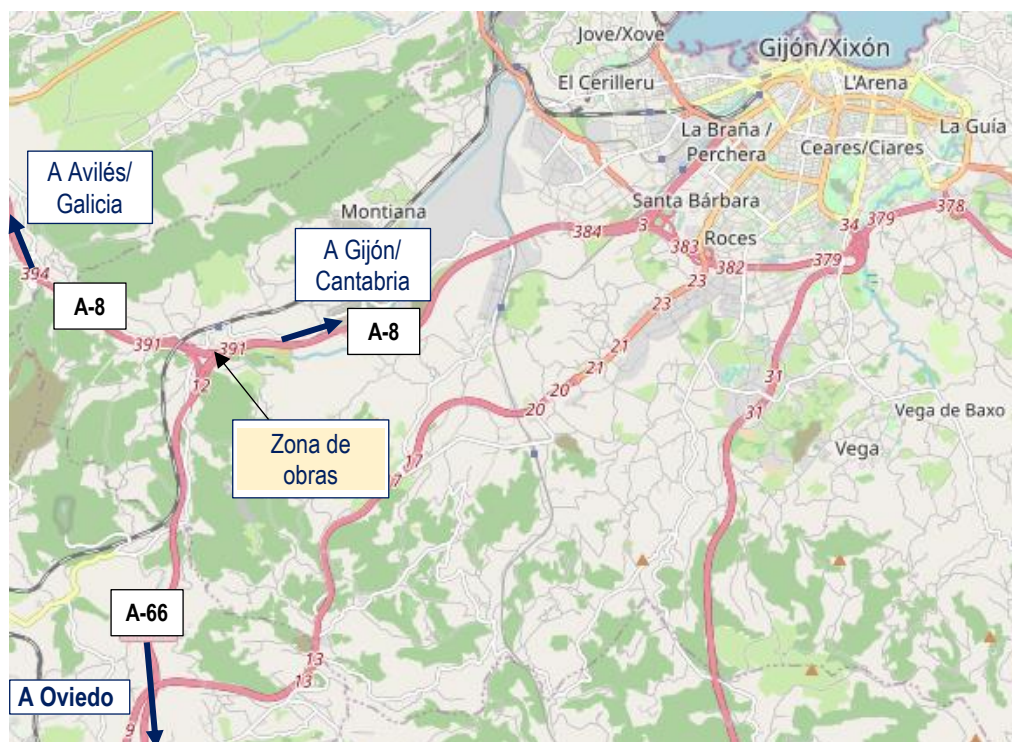 Jove/Xove
Gijón/Xixón
El Cerilleru
L'Arena
La Braña /
Perchera
La Guía
Ceares/Ciares
A Avilés/
Galicia
Montiana
Santa Bárbara
384
3
378
379
34
Roces
383
A Gijón/
Cantabria
382
379
394
23
A-8
23
A-8
391
391
21
12
21
31
20
20
31
Vega de Baxo
Zona de
obras
Vega
17
7
A-66
13
13
A Oviedo
9